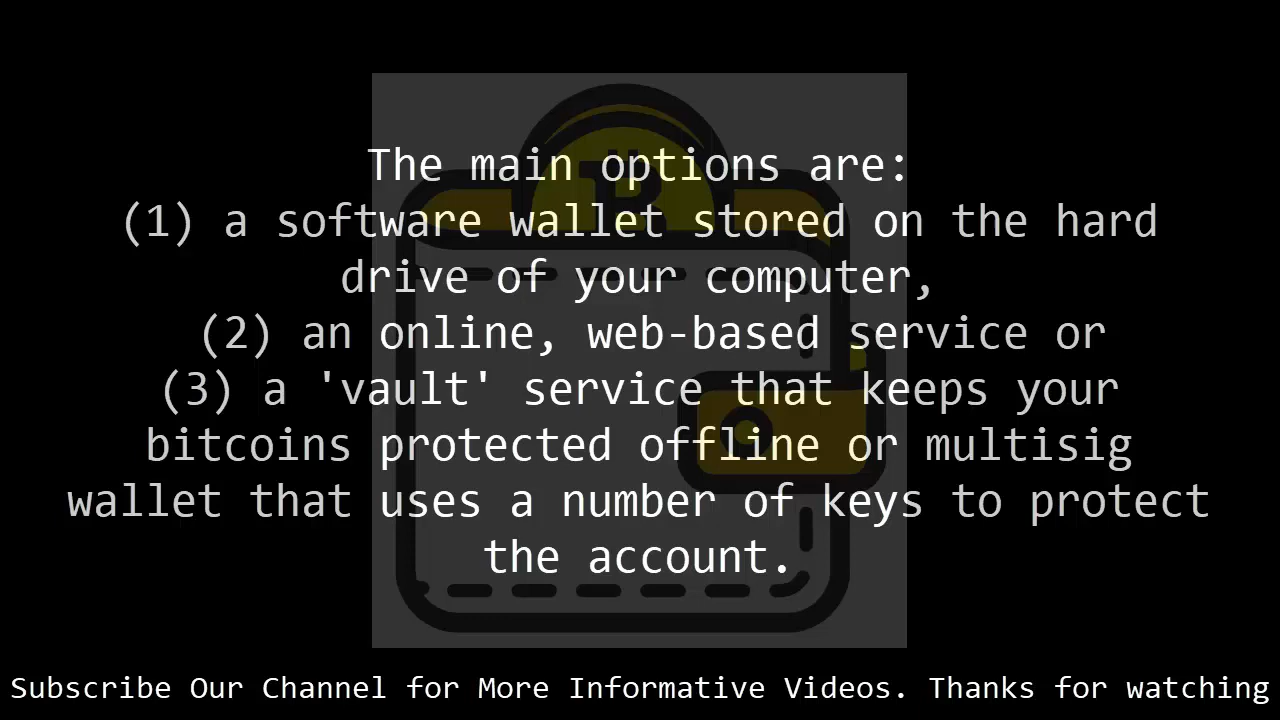 The main options are:
(1) a software wallet stored on the hard
drive of your computer,
(2) an online, web-based service or
(3) a 'vault' service that keeps your
bitcoins protected offline or multisig
wallet that uses a number of keys to protect
the account.
Subscribe Our Channel for More Informative Videos. Thanks for watching